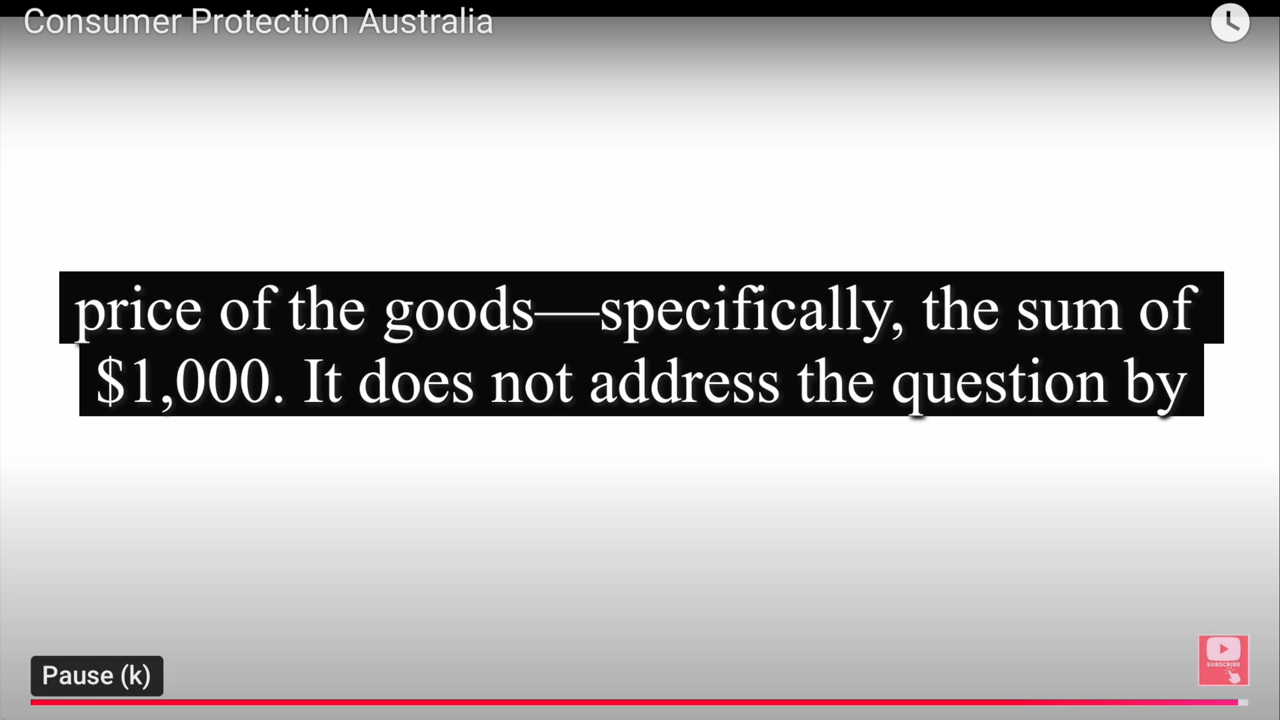 Consumer Protection Australia
price of the goods—specifically, the sum of
$1,000. It does not address the question by
SUBSCRIBE
Pause (k)